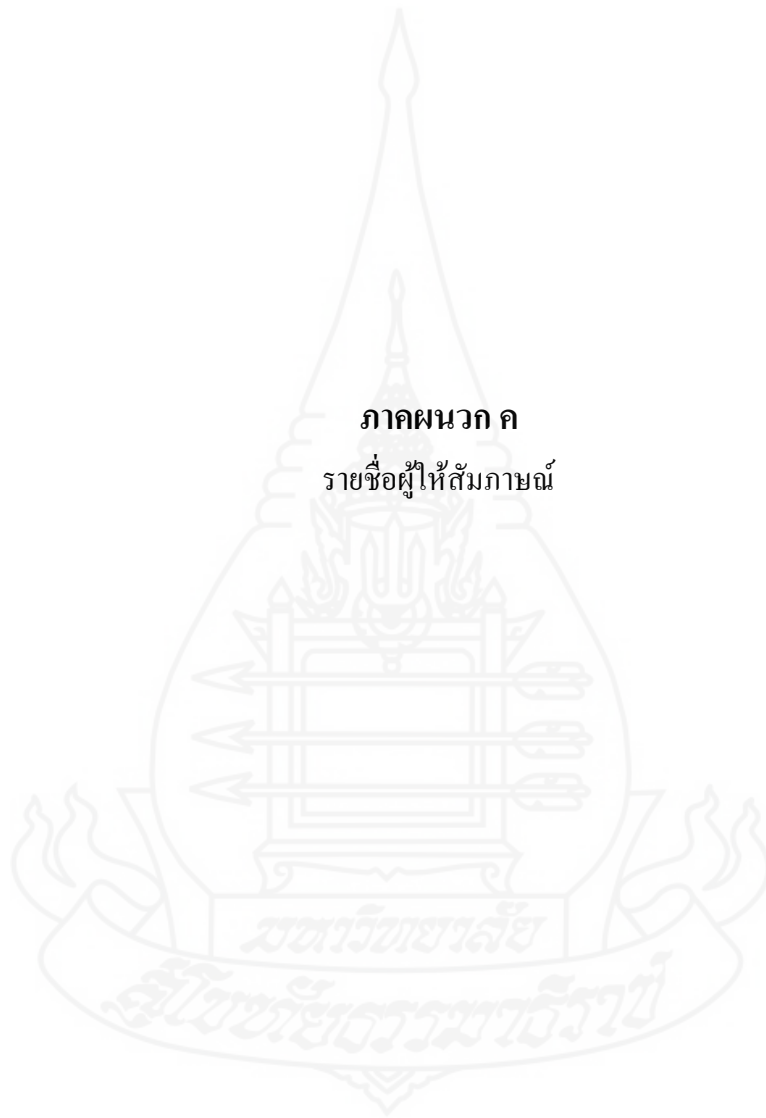 ภาคผนวก ค
รายชื่อผู้ให้สัมภาษณ์
มหาวิทยาลัย
สุโขทัยธรรมาธิราช